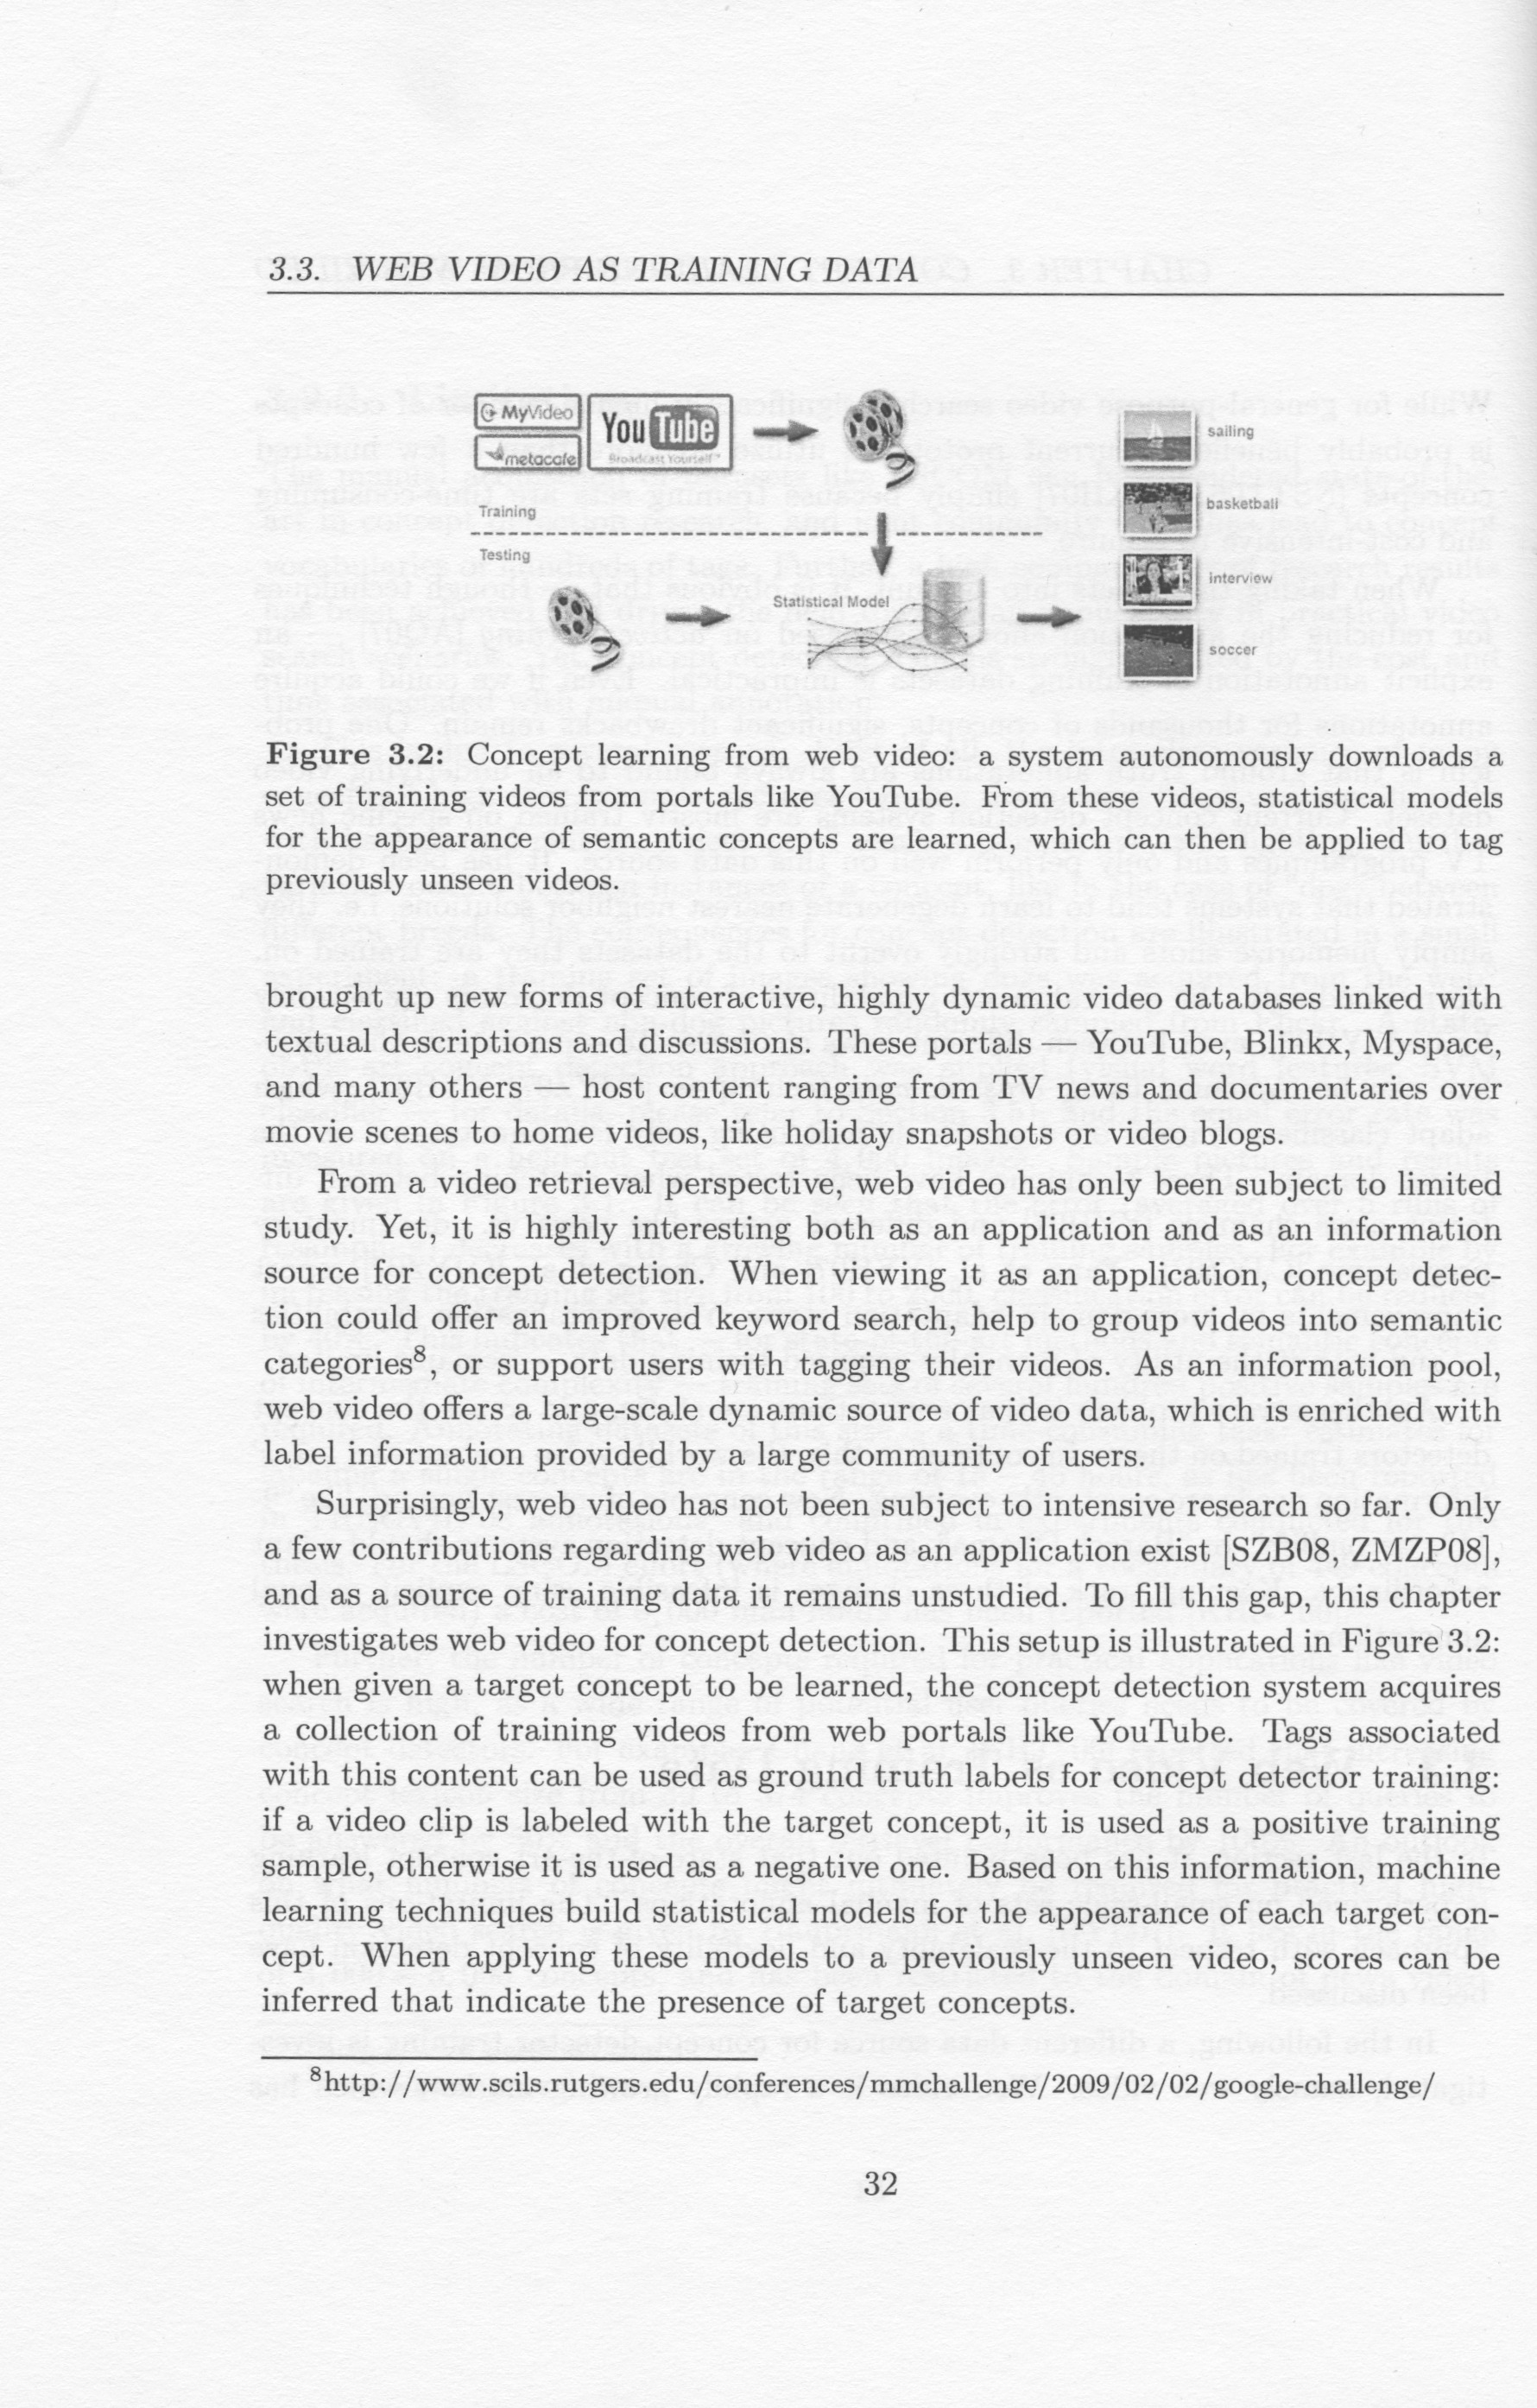 3.3. WEB VIDEO AS TRAINING DATA
MyVideo
metacafe
YouTube
Broadcast Yourself™
Training
Testing
Statistical Model
sailing
basketball
interview
soccer
Figure 3.2: Concept learning from web video: a system autonomously downloads a
set of training videos from portals like YouTube. From these videos, statistical models
for the appearance of semantic concepts are learned, which can then be applied to tag
previously unseen videos.
brought up new forms of interactive, highly dynamic video databases linked with
textual descriptions and discussions. These portals — YouTube, Blinkx, Myspace,
and many others — host content ranging from TV news and documentaries over
movie scenes to home videos, like holiday snapshots or video blogs.
From a video retrieval perspective, web video has only been subject to limited
study. Yet, it is highly interesting both as an application and as an information
source for concept detection. When viewing it as an application, concept detec-
tion could offer an improved keyword search, help to group videos into semantic
categories⁸, or support users with tagging their videos. As an information pool,
web video offers a large-scale dynamic source of video data, which is enriched with
label information provided by a large community of users.
Surprisingly, web video has not been subject to intensive research so far. Only
a few contributions regarding web video as an application exist [SZB08, ZMZP08],
and as a source of training data it remains unstudied. To fill this gap, this chapter
investigates web video for concept detection. This setup is illustrated in Figure 3.2:
when given a target concept to be learned, the concept detection system acquires
a collection of training videos from web portals like YouTube. Tags associated
with this content can be used as ground truth labels for concept detector training:
if a video clip is labeled with the target concept, it is used as a positive training
sample, otherwise it is used as a negative one. Based on this information, machine
learning techniques build statistical models for the appearance of each target con-
cept. When applying these models to a previously unseen video, scores can be
inferred that indicate the presence of target concepts.
⁸http://www.scils.rutgers.edu/conferences/mmchallenge/2009/02/02/google-challenge/
32